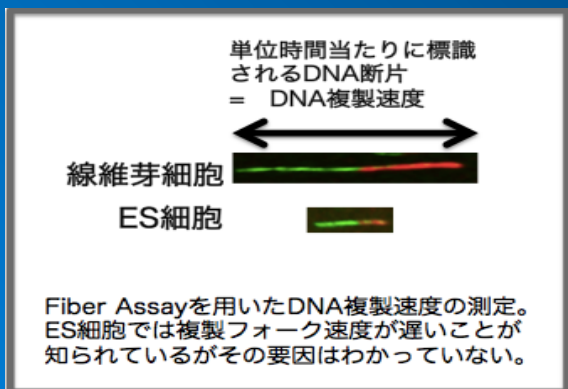 単位時間当たりに標識
されるDNA断片
= DNA複製速度
線維芽細胞
ES細胞
Fiber Assayを用いたDNA複製速度の測定。
ES細胞では複製フォーク速度が遅いことが
知られているがその要因はわかっていない。